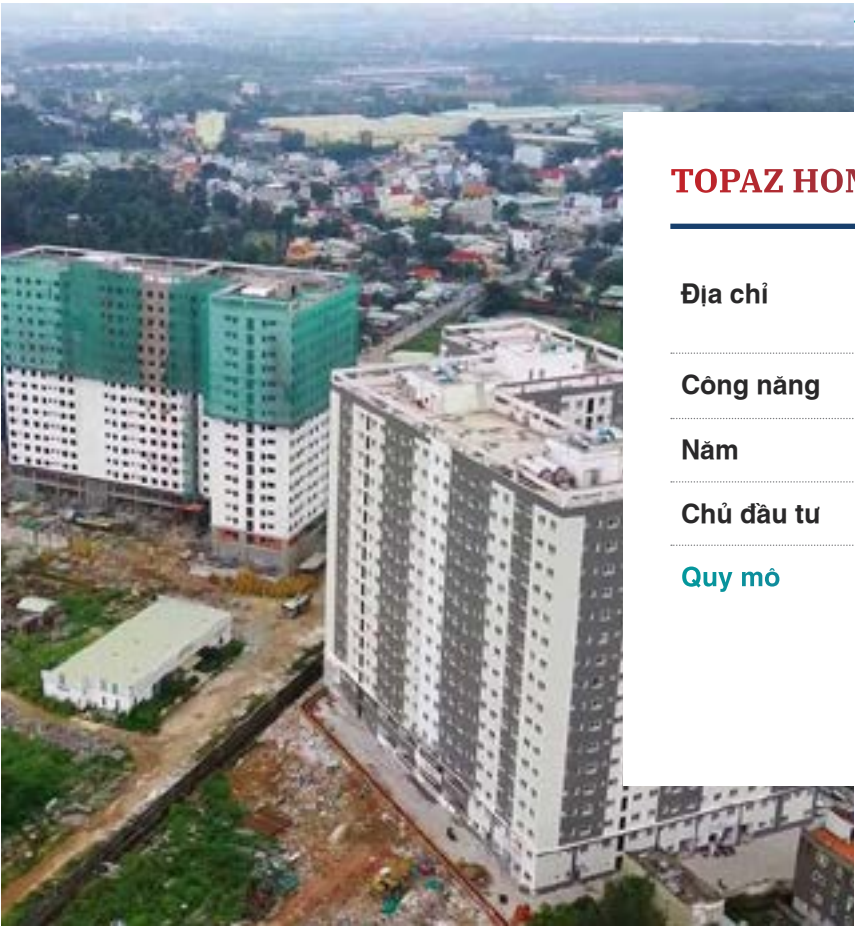 TOPAZ HOM
Địa chỉ
Công năng
Năm
Chủ đầu tư
Quy mô